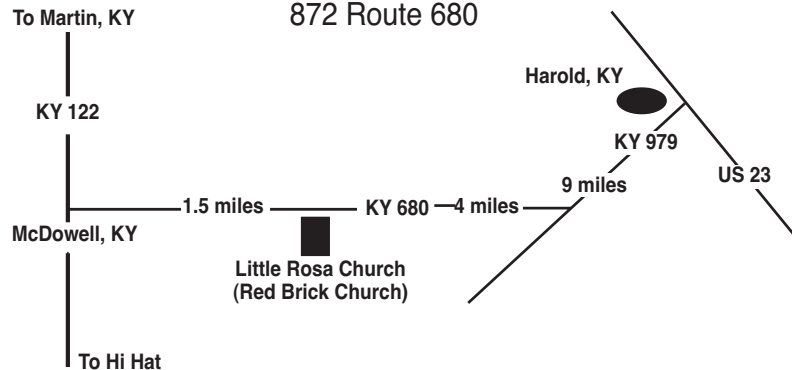 872 Route 680
To Martin, KY
Harold, KY
KY 122
KY 979
US 23
9 miles
1.5 miles
KY 680
4 miles
McDowell, KY
Little Rosa Church
(Red Brick Church)
To Hi Hat